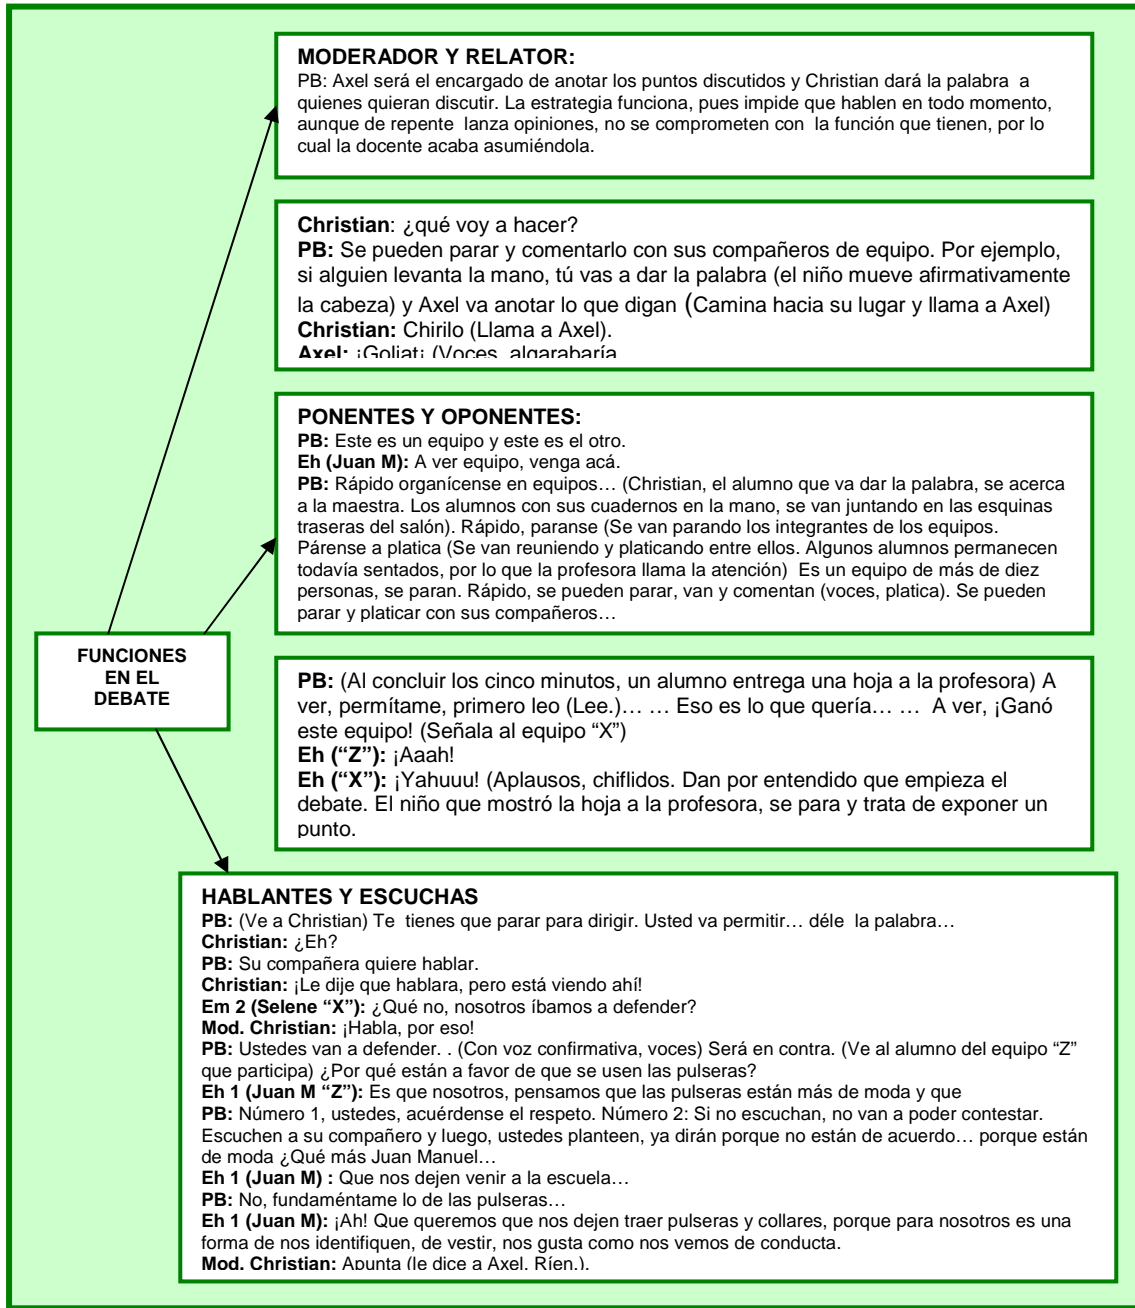 MODERADOR Y RELATOR:
PB: Axel será el encargado de anotar los puntos discutidos y Christian dará la palabra a
quienes quieran discutir. La estrategia funciona, pues impide que hablen en todo momento,
aunque de repente lanza opiniones, no se comprometen con la función que tienen, por lo
cual la docente acaba asumiéndola.
Christian: ¿qué voy a hacer?
PB: Se pueden parar y comentarlo con sus compañeros de equipo. Por ejemplo,
si alguien levanta la mano, tú vas a dar la palabra (el niño mueve afirmativamente
la cabeza) y Axel va anotar lo que digan (Camina hacia su lugar y llama a Axel)
Christian: Chirilo (Llama a Axel).
Axel: ¡Goliat¡ (Voces, algarabaría
PONENTES Y OPONENTES:
PB: Este es un equipo y este es el otro.
Eh (Juan M): A ver equipo, venga acá.
PB: Rápido organícense en equipos… (Christian, el alumno que va dar la palabra, se acerca
a la maestra. Los alumnos con sus cuadernos en la mano, se van juntando en las esquinas
traseras del salón). Rápido, paranse (Se van parando los integrantes de los equipos.
Párense a platica (Se van reuniendo y platicando entre ellos. Algunos alumnos permanecen
todavía sentados, por lo que la profesora llama la atención) Es un equipo de más de diez
personas, se paran. Rápido, se pueden parar, van y comentan (voces, platica). Se pueden
parar y platicar con sus compañeros…
FUNCIONES
EN EL
DEBATE
PB: (Al concluir los cinco minutos, un alumno entrega una hoja a la profesora) A
ver, permítame, primero leo (Lee.)… … Eso es lo que quería… … A ver, ¡Ganó
este equipo! (Señala al equipo “X”)
Eh (“Z”): ¡Aaah!
Eh (“X”): ¡Yahuuu! (Aplausos, chiflidos. Dan por entendido que empieza el
debate. El niño que mostró la hoja a la profesora, se para y trata de exponer un
punto.
HABLANTES Y ESCUCHAS
PB: (Ve a Christian) Te tienes que parar para dirigir. Usted va permitir… déle la palabra…
Christian: ¿Eh?
PB: Su compañera quiere hablar.
Christian: ¡Le dije que hablara, pero está viendo ahí!
Em 2 (Selene “X”): ¿Qué no, nosotros íbamos a defender?
Mod. Christian: ¡Habla, por eso!
PB: Ustedes van a defender. . (Con voz confirmativa, voces) Será en contra. (Ve al alumno del equipo “Z”
que participa) ¿Por qué están a favor de que se usen las pulseras?
Eh 1 (Juan M “Z”): Es que nosotros, pensamos que las pulseras están más de moda y que
PB: Número 1, ustedes, acuérdense el respeto. Número 2: Si no escuchan, no van a poder contestar.
Escuchen a su compañero y luego, ustedes planteen, ya dirán porque no están de acuerdo… porque están
de moda ¿Qué más Juan Manuel…
Eh 1 (Juan M) : Que nos dejen venir a la escuela…
PB: No, fundaméntame lo de las pulseras…
Eh 1 (Juan M): ¡Ah! Que queremos que nos dejen traer pulseras y collares, porque para nosotros es una
forma de nos identifiquen, de vestir, nos gusta como nos vemos de conducta.
Mod. Christian: Apunta (le dice a Axel. Ríen.).